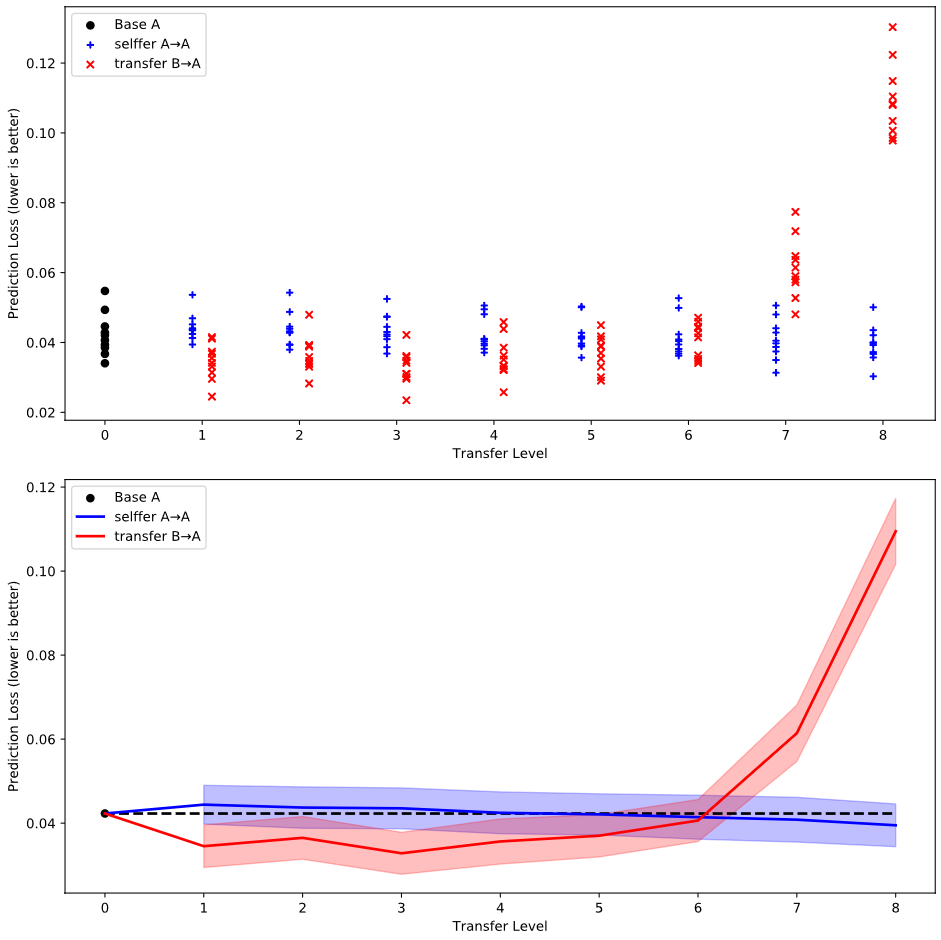 Base A
selffer A→A
transfer B→A
Prediction Loss (lower is better)
0.12
0.10
0.08
0.06
0.04
0.02
0 1 2 3 4 5 6 7 8
Transfer Level
Base A
selffer A→A
transfer B→A
Prediction Loss (lower is better)
0.12
0.10
0.08
0.06
0.04
0 1 2 3 4 5 6 7 8
Transfer Level